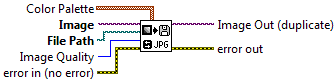 Color Palette
Image
Image Out (duplicate)
File Path
JPG
Image Quality
error out
error in (no error)